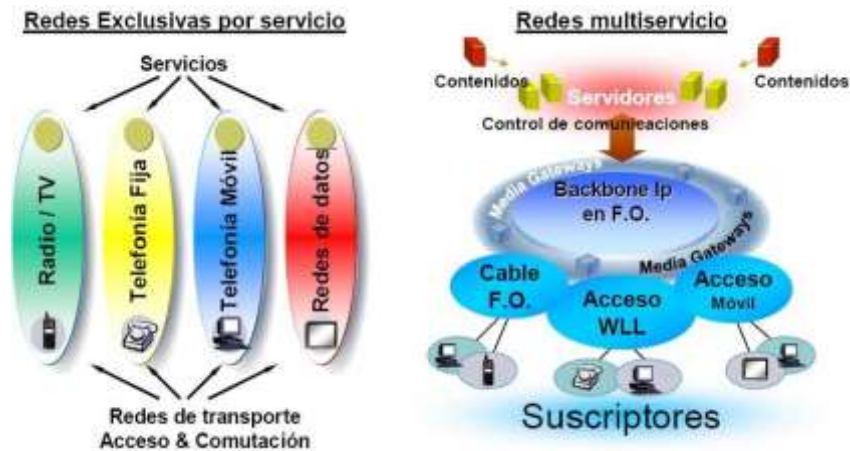 Redes Exclusivas por servicio
Servicios
Radio / TV
Telefonía Fija
Telefonía Móvil
Redes de datos
Redes de transporte
Acceso & Comutación
Redes multiservicio
Contenidos
Contenidos
Servidores
Control de comunicaciones
Media Gateways
Backbone Ip
en F.O.
Media Gateways
Cable
F.O.
Acceso
WLL
Acceso
Móvil
Suscriptores